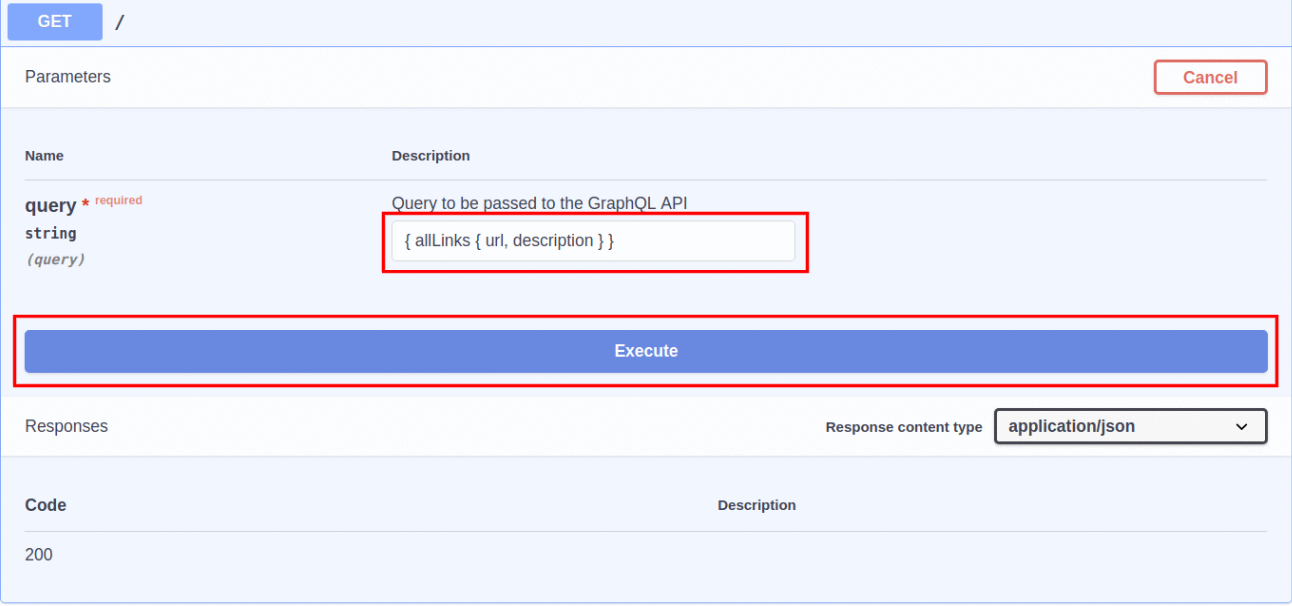 GET /
Parameters Cancel
Name Description
query * required Query to be passed to the GraphQL API
string { allLinks { url, description } }
(query)
Execute
Responses Response content type application/json
Code Description
200